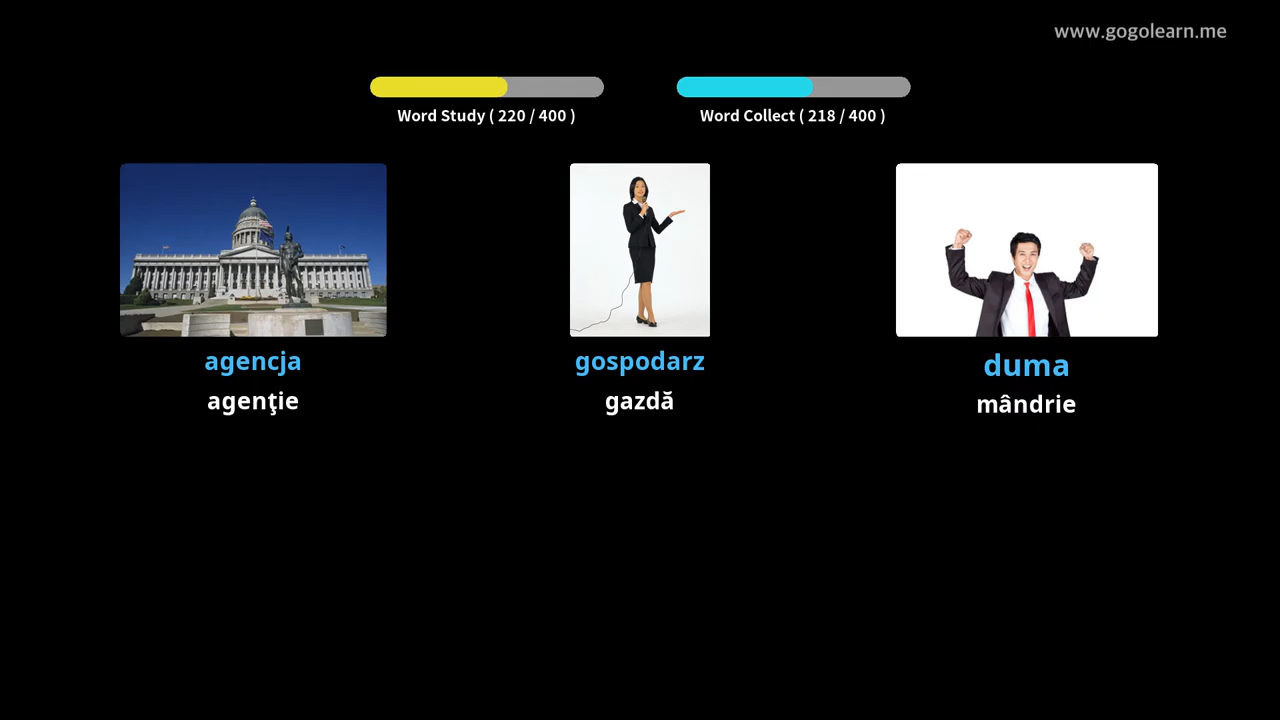 www.gogolearn.me
Word Study ( 220 / 400 )
Word Collect ( 218 / 400 )
agencja
gospodarz
duma
agenţie
gazdă
mândrie